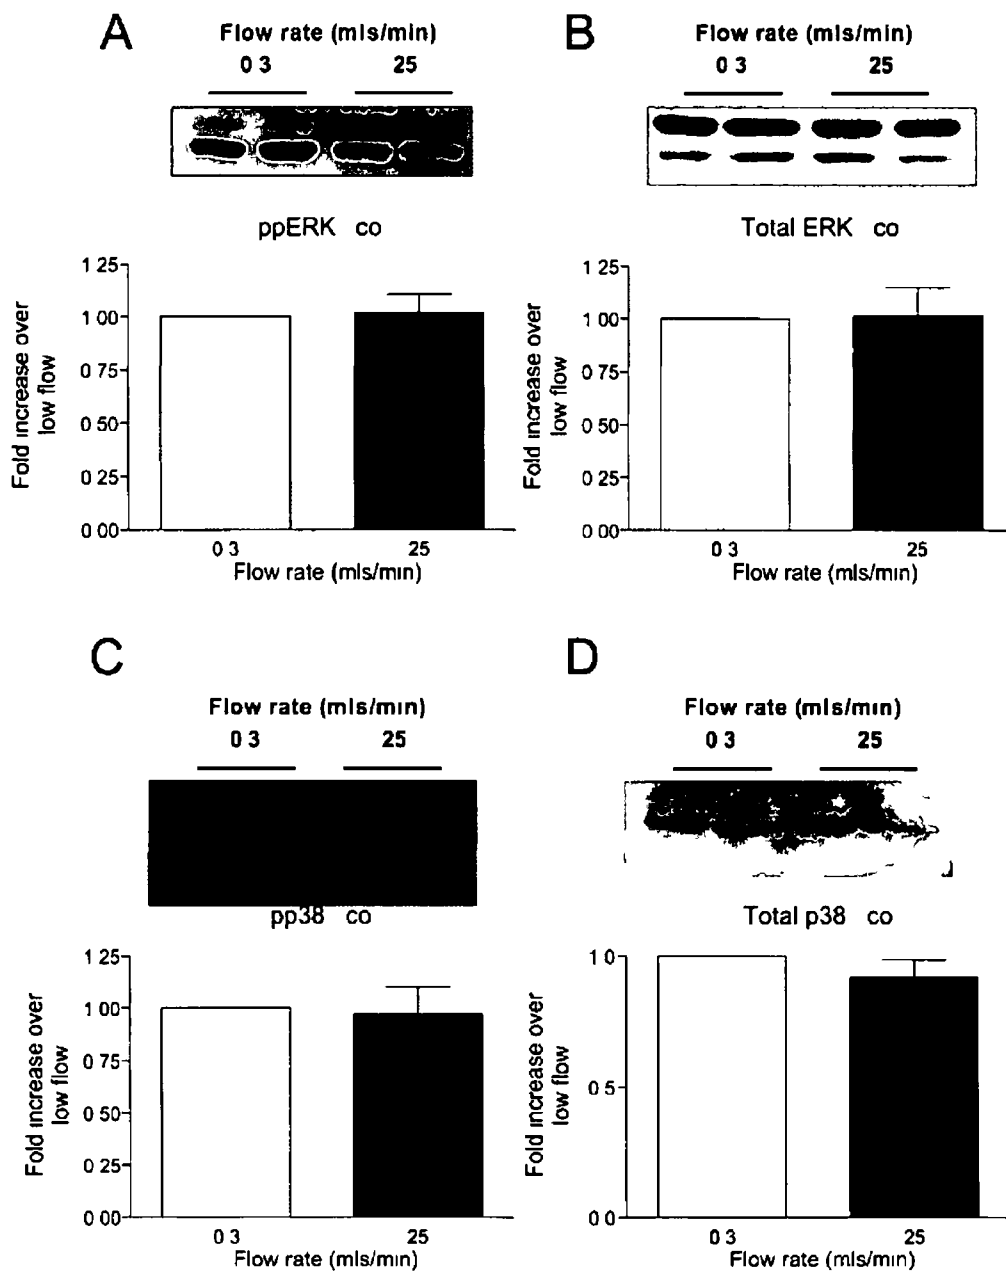 A
Flow rate (mls/min)
0 3 25
ppERK co
Fold increase over
low flow
1 25
1 00
0 75
0 50
0 25
0 00
0 3 25
Flow rate (mls/min)
B
Flow rate (mls/min)
0 3 25
Total ERK co
Fold increase over
low flow
1 25
1 00
0 75
0 50
0 25
0 00
0 3 25
Flow rate (mls/min)
C
Flow rate (mls/min)
0 3 25
pp38 co
Fold increase over
low flow
1 25
1 00
0 75
0 50
0 25
0 00
0 3 25
Flow rate (mls/min)
D
Flow rate (mls/min)
0 3 25
Total p38 co
Fold increase over
low flow
1 0
0 5
0 0
0 3 25
Flow rate (mls/min)